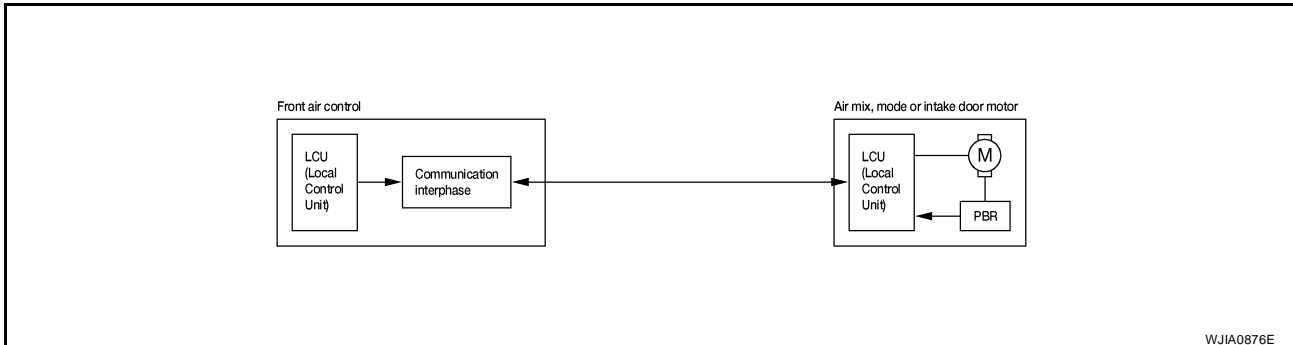 Front air control
LCU
(Local
Control
Unit)
Communication
interphase
Air mix, mode or intake door motor
LCU
(Local
Control
Unit)
M
PBR
WJIA0876E